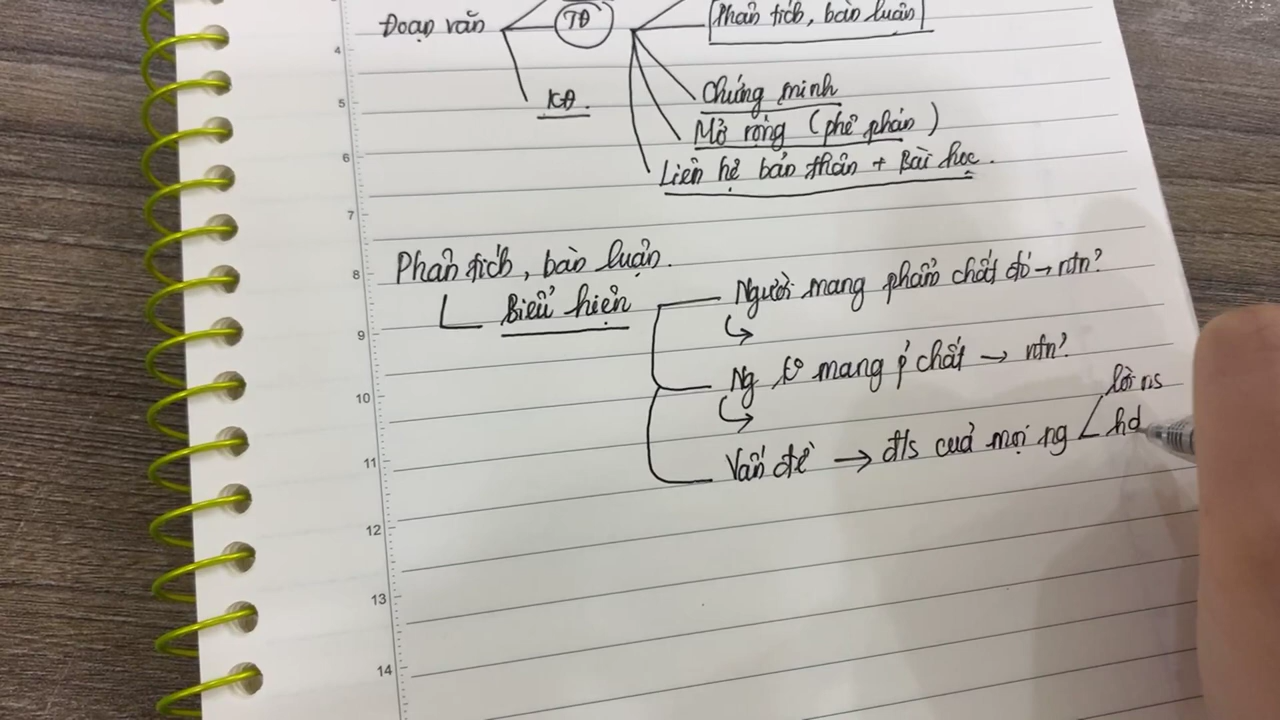 Đoạn văn
TĐ
Phân tích, bàn luận
4
KĐ.
5
Chứng minh
Mở rộng (phê phán)
6
Liên hệ bản thân + Bài học.
7
Phân tích, bàn luận.
8
Biểu hiện
Người mang phẩm chất đó → ntn?
9
Ng ko mang p chất → ntn?
10
lời ns
Vấn đề → đ/s của mọi ng
hđ
11
12
13
14